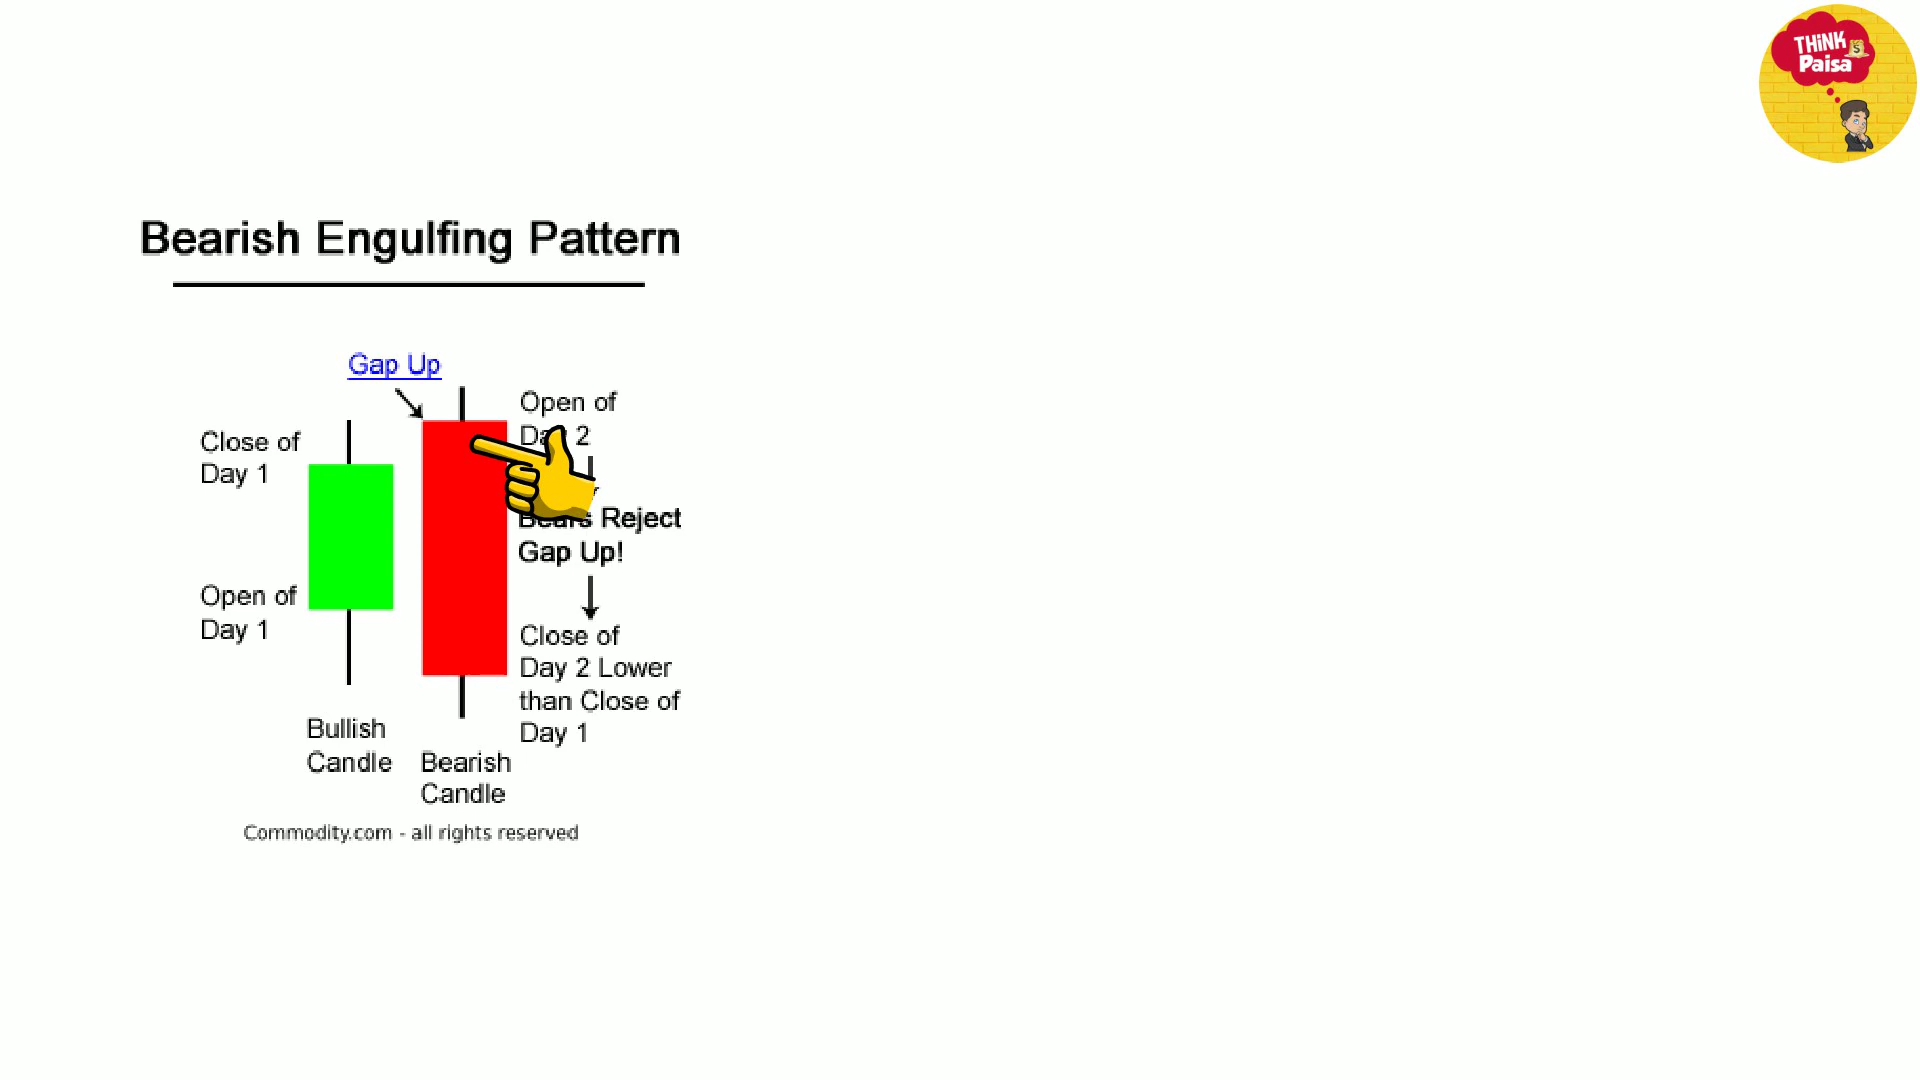 THiNK
Paisa
Bearish Engulfing Pattern
Gap Up
Open of
Day 2
Close of
Day 1
Bears Reject
Gap Up!
Open of
Day 1
Close of
Day 2 Lower
than Close of
Day 1
Bullish
Candle
Bearish
Candle
Commodity.com - all rights reserved